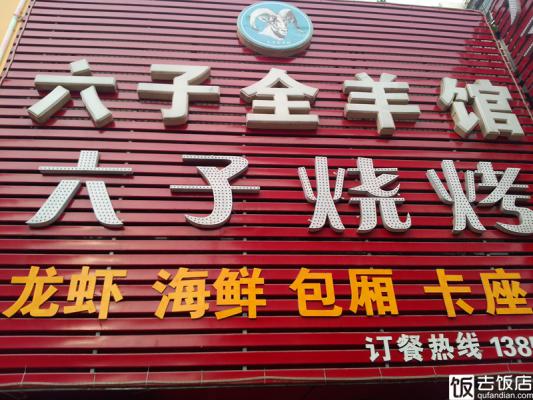 六子全羊馆
六子烧烤
龙虾 海鲜 包厢 卡座
订餐热线 138
饭去饭店
qufandian.com